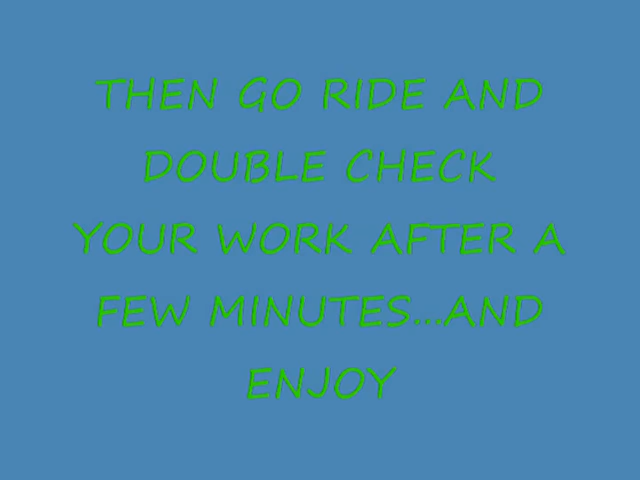 THEN GO RIDE AND
DOUBLE CHECK
YOUR WORK AFTER A
FEW MINUTES...AND
ENJOY